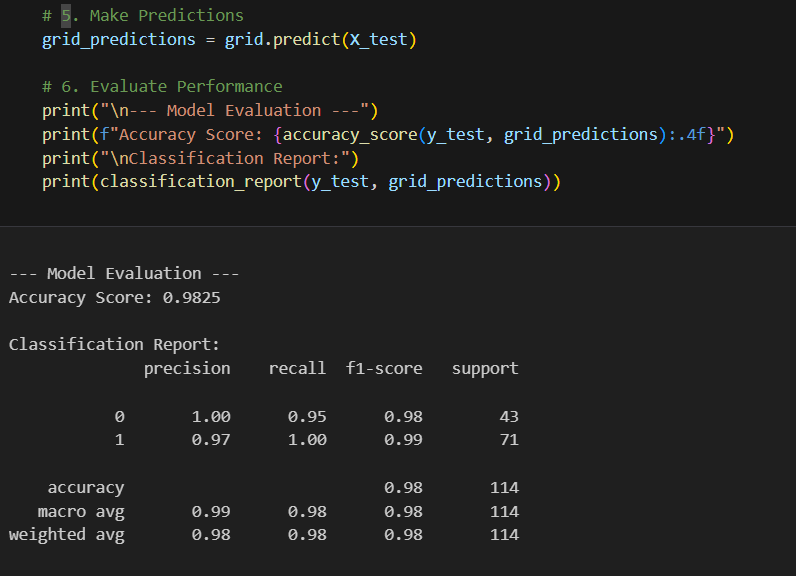 # 5. Make Predictions
grid_predictions = grid.predict(X_test)
# 6. Evaluate Performance
print("\n--- Model Evaluation ---")
print(f"Accuracy Score: {accuracy_score(y_test, grid_predictions):.4f}")
print("\nClassification Report:")
print(classification_report(y_test, grid_predictions))
--- Model Evaluation ---
Accuracy Score: 0.9825
Classification Report:
precision recall f1-score support
0 1.00 0.95 0.98 43
1 0.97 1.00 0.99 71
accuracy 0.98 114
macro avg 0.99 0.98 0.98 114
weighted avg 0.98 0.98 0.98 114